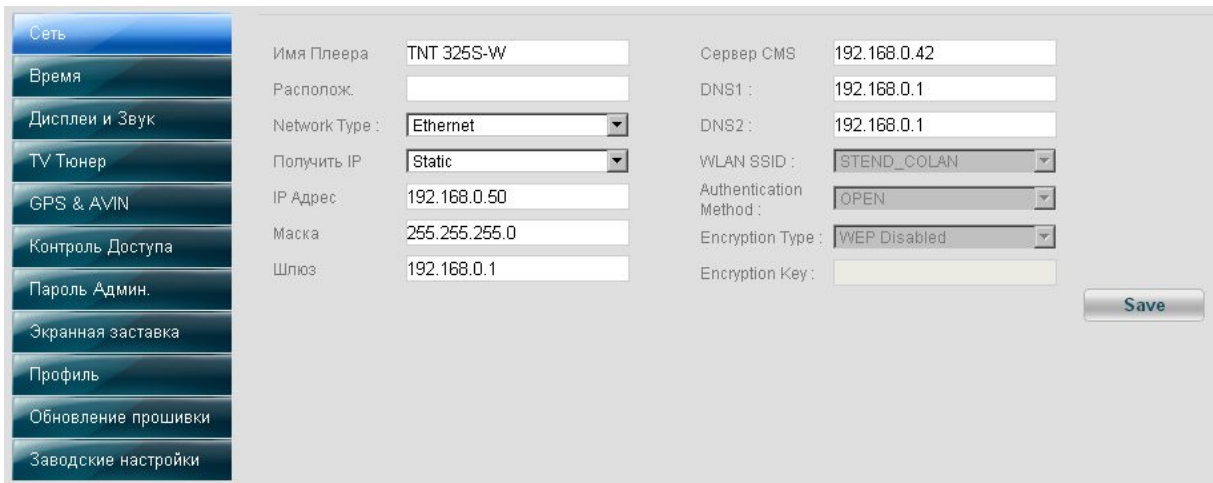 Сеть
Время
Дисплеи и Звук
TV Тюнер
GPS & AVIN
Контроль Доступа
Пароль Админ.
Экранная заставка
Профиль
Обновление прошивки
Заводские настройки
Имя Плеера TNT 325S-W
Располож.
Network Type : Ethernet
Получить IP Static
IP Адрес 192.168.0.50
Маска 255.255.255.0
Шлюз 192.168.0.1
Сервер CMS 192.168.0.42
DNS1 : 192.168.0.1
DNS2 : 192.168.0.1
WLAN SSID : STEND_COLAN
Authentication
Method : OPEN
Encryption Type : WEP Disabled
Encryption Key :
Save